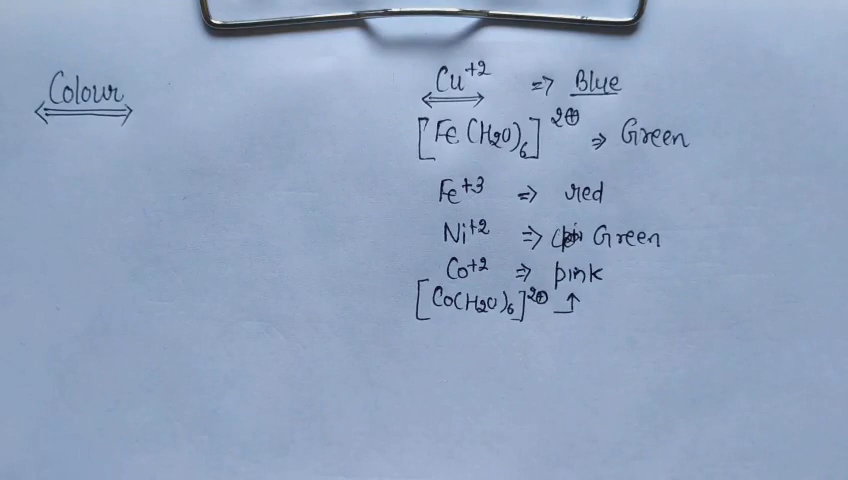 Colour
Cu+2 ⇒ Blue
[Fe(H2O)6]2⊕ ⇒ Green
Fe+3 ⇒ red
Ni+2 ⇒ Green
Co+2 ⇒ pink
[Co(H2O)6]2⊕